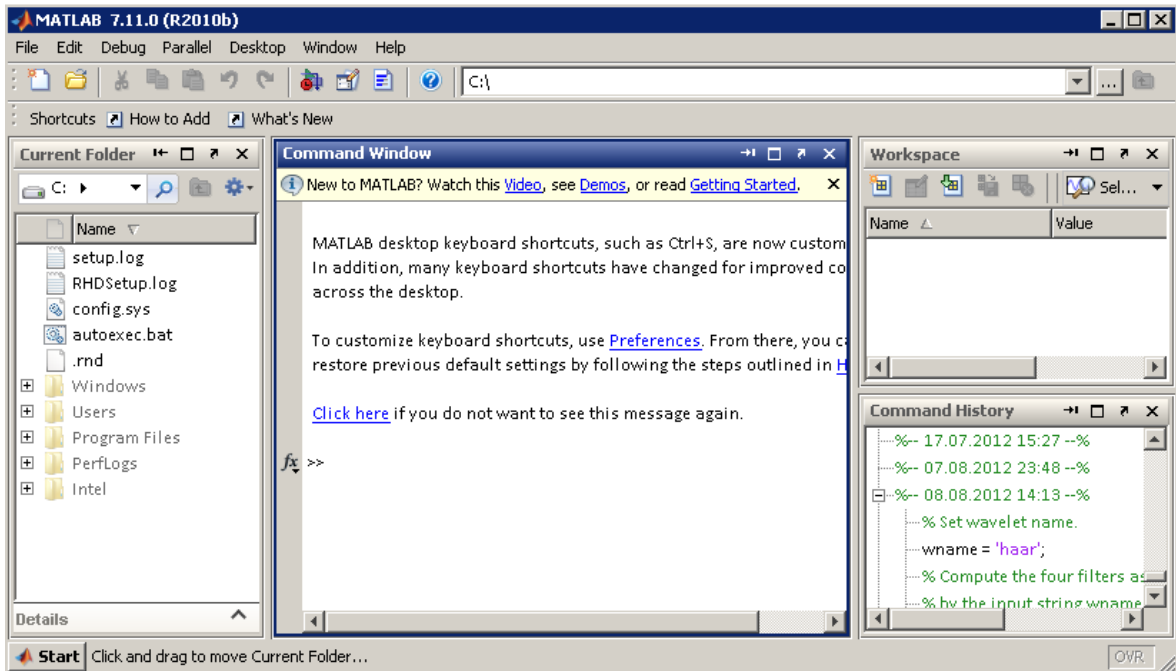 MATLAB 7.11.0 (R2010b)
File Edit Debug Parallel Desktop Window Help
C:\
...
Shortcuts How to Add What's New
Current Folder
C:
Name
setup.log
RHDSetup.log
config.sys
autoexec.bat
.rnd
Windows
Users
Program Files
PerfLogs
Intel
Details
Command Window
New to MATLAB? Watch this Video, see Demos, or read Getting Started.
MATLAB desktop keyboard shortcuts, such as Ctrl+S, are now custom
In addition, many keyboard shortcuts have changed for improved co
across the desktop.
To customize keyboard shortcuts, use Preferences. From there, you ca
restore previous default settings by following the steps outlined in H
Click here if you do not want to see this message again.
fx >>
Workspace
Sel...
Name Value
Command History
%-- 17.07.2012 15:27 --%
%-- 07.08.2012 23:48 --%
%-- 08.08.2012 14:13 --%
% Set wavelet name.
wname = 'haar';
% Compute the four filters as
% by the input string wname
Start Click and drag to move Current Folder...
OVR